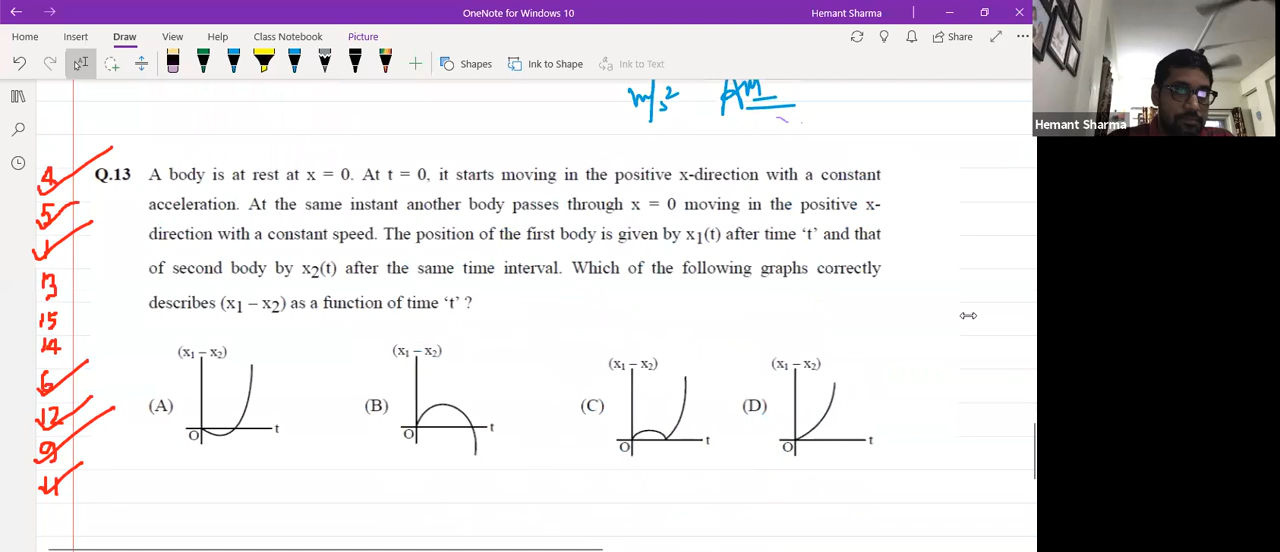 OneNote for Windows 10
Hemant Sharma
Home Insert Draw View Help Class Notebook Picture
Share
Shapes
Ink to Shape
Ink to Text
m/s²
Hemant Sharma
4
5
1
13
15
14
6
12
9
4
Q.13 A body is at rest at x = 0. At t = 0, it starts moving in the positive x-direction with a constant
acceleration. At the same instant another body passes through x = 0 moving in the positive x-
direction with a constant speed. The position of the first body is given by x₁(t) after time ‘t’ and that
of second body by x₂(t) after the same time interval. Which of the following graphs correctly
describes (x₁ – x₂) as a function of time ‘t’ ?
(A) (x₁ – x₂) O t
(B) (x₁ – x₂) O t
(C) (x₁ – x₂) O t
(D) (x₁ – x₂) O t